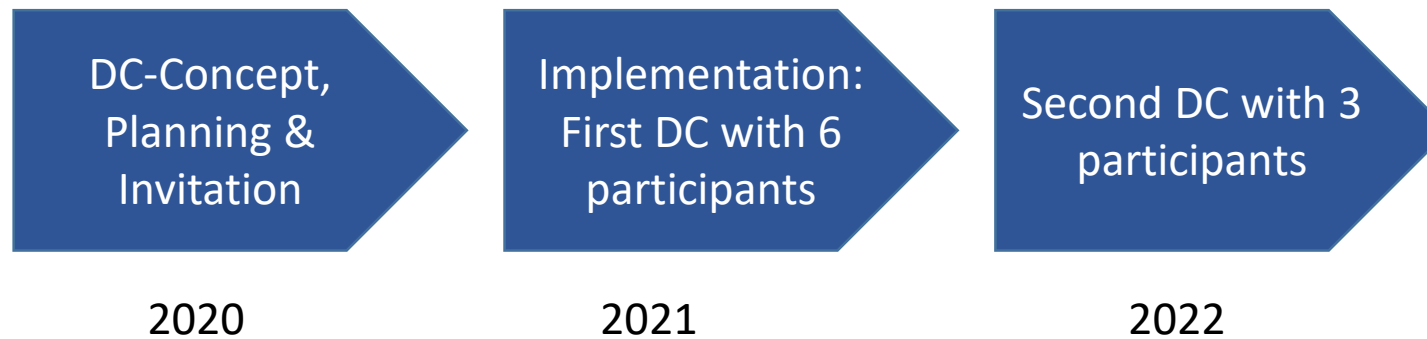 DC-Concept,
Planning &
Invitation
Implementation:
First DC with 6
participants
Second DC with 3
participants
2020
2021
2022